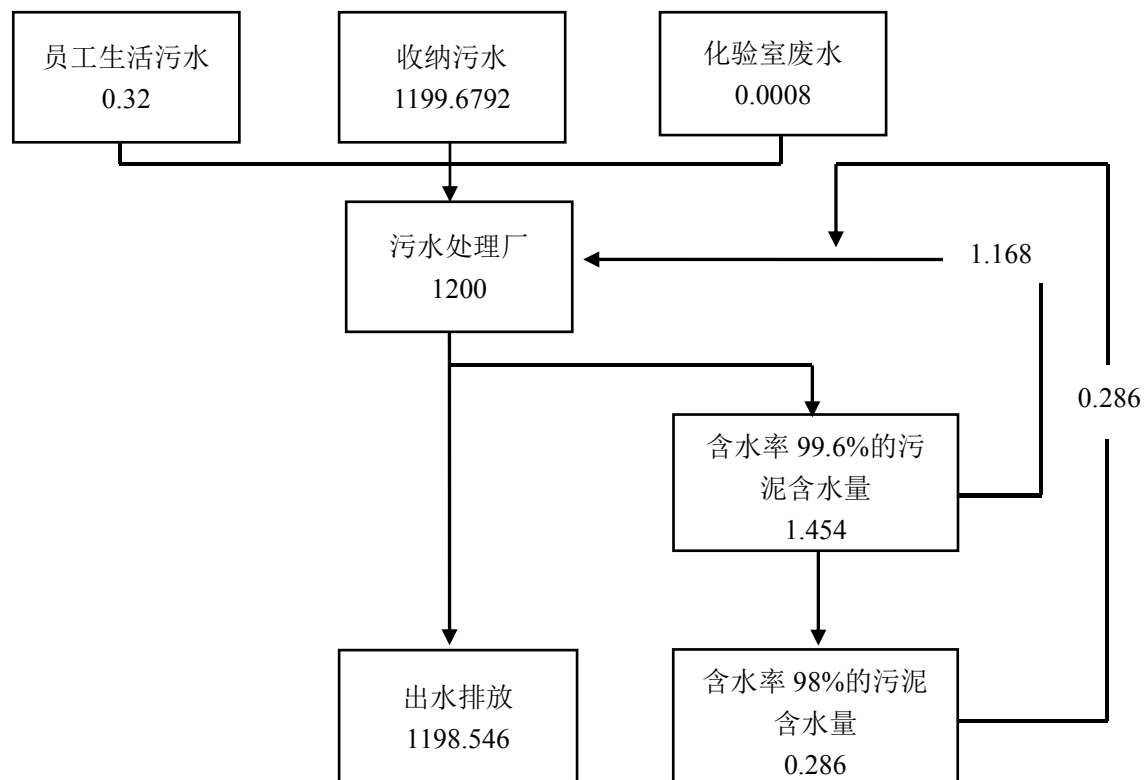 员工生活污水
0.32
收纳污水
1199.6792
化验室废水
0.0008
污水处理厂
1200
1.168
0.286
含水率 99.6%的污
泥含水量
1.454
出水排放
1198.546
含水率 98%的污泥
含水量
0.286